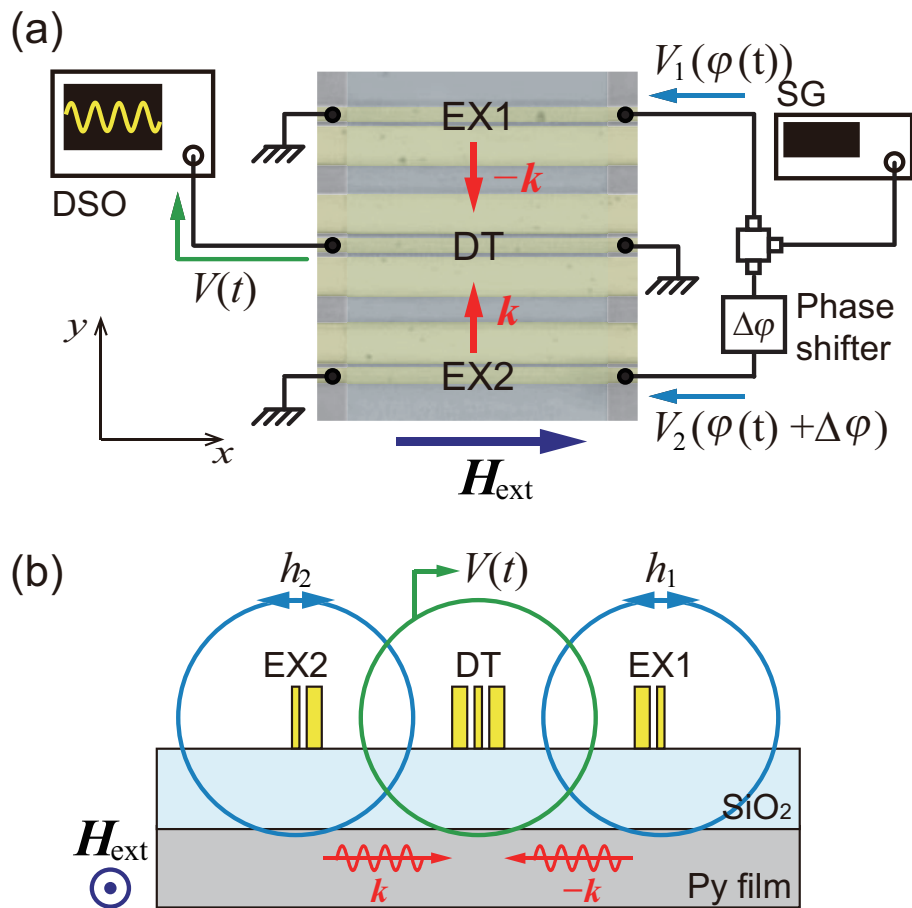 (a)
V₁(φ(t))
SG
EX1
−k
DSO
DT
V(t)
k
Δφ
Phase
shifter
y
EX2
x
V₂(φ(t) +Δφ)
Hext
(b)
h₂
V(t)
h₁
EX2
DT
EX1
SiO₂
Hext
k
−k
Py film